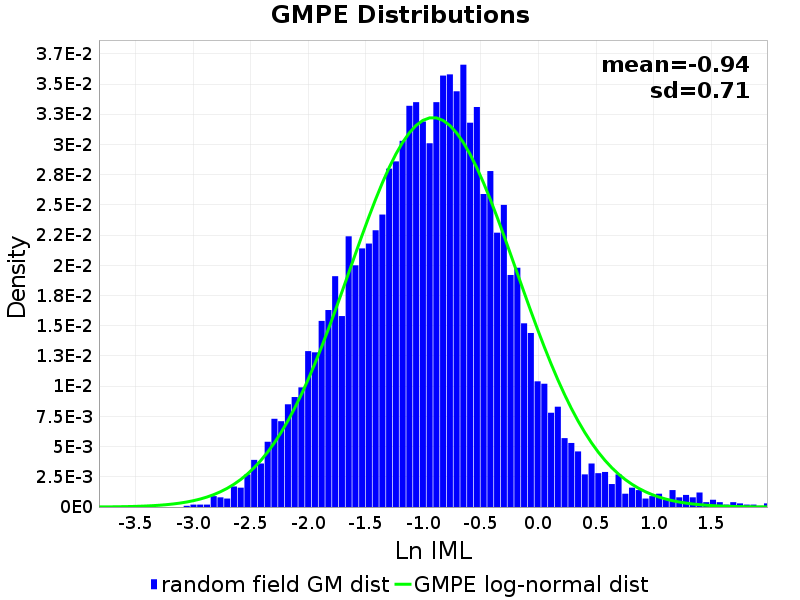 GMPE Distributions
mean=-0.94
sd=0.71
Density
3.7E-2
3.5E-2
3.3E-2
3E-2
2.8E-2
2.5E-2
2.2E-2
2E-2
1.8E-2
1.5E-2
1.3E-2
1E-2
7.5E-3
5E-3
2.5E-3
0E0
-3.5 -3.0 -2.5 -2.0 -1.5 -1.0 -0.5 0.0 0.5 1.0 1.5
Ln IML
random field GM dist GMPE log-normal dist